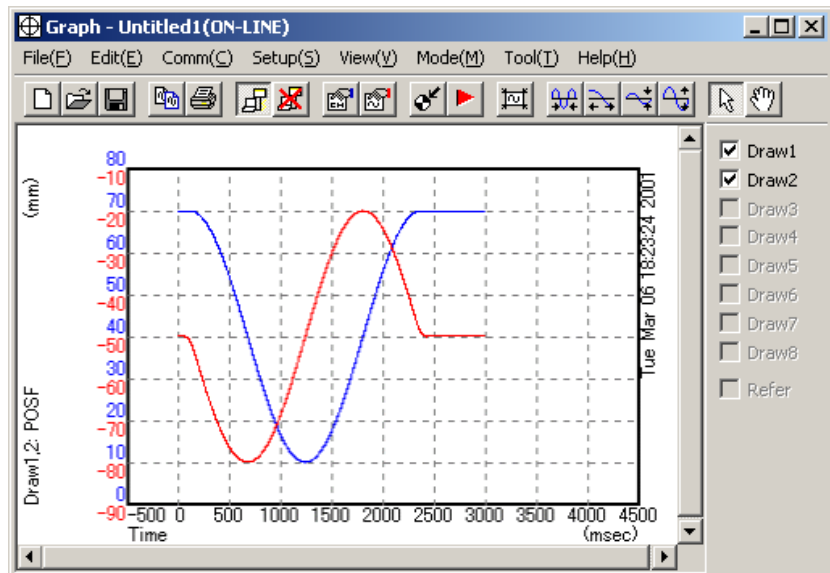 Graph - Untitled1(ON-LINE)
File(F) Edit(E) Comm(C) Setup(S) View(V) Mode(M) Tool(T) Help(H)
(mm)
Draw1,2: POSF
80
-10
70
-20
60
-30
50
-40
40
-50
30
-60
20
-70
10
-80
0
-90
-500 0 500 1000 1500 2000 2500 3000 3500 4000 4500
Time (msec)
Tue Mar 06 18:23:24 2001
Draw1
Draw2
Draw3
Draw4
Draw5
Draw6
Draw7
Draw8
Refer